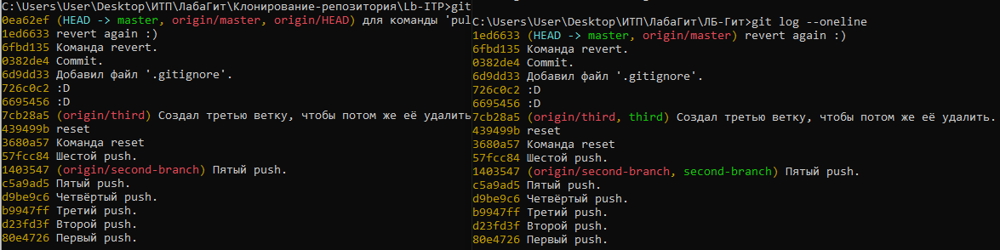 C:\Users\User\Desktop\ИТП\ЛабаГит\Клонирование-репозитория\Lb-ITP>git
0ea62ef (HEAD -> master, origin/master, origin/HEAD) для команды 'pul
1ed6633 revert again :)
6fbd135 Команда revert.
0382de4 Commit.
6d9dd33 Добавил файл '.gitignore'.
726c0c2 :D
6695456 :D
7cb28a5 (origin/third) Создал третью ветку, чтобы потом же её удалить
439499b reset
3680a57 Команда reset
57fcc84 Шестой push.
1403547 (origin/second-branch) Пятый push.
c5a9ad5 Пятый push.
d9be9c6 Четвёртый push.
b9947ff Третий push.
d23fd3f Второй push.
80e4726 Первый push.
C:\Users\User\Desktop\ИТП\ЛабаГит\ЛБ-Гит>git log --oneline
1ed6633 (HEAD -> master, origin/master) revert again :)
6fbd135 Команда revert.
0382de4 Commit.
6d9dd33 Добавил файл '.gitignore'.
726c0c2 :D
6695456 :D
7cb28a5 (origin/third, third) Создал третью ветку, чтобы потом же её удалить.
439499b reset
3680a57 Команда reset
57fcc84 Шестой push.
1403547 (origin/second-branch, second-branch) Пятый push.
c5a9ad5 Пятый push.
d9be9c6 Четвёртый push.
b9947ff Третий push.
d23fd3f Второй push.
80e4726 Первый push.